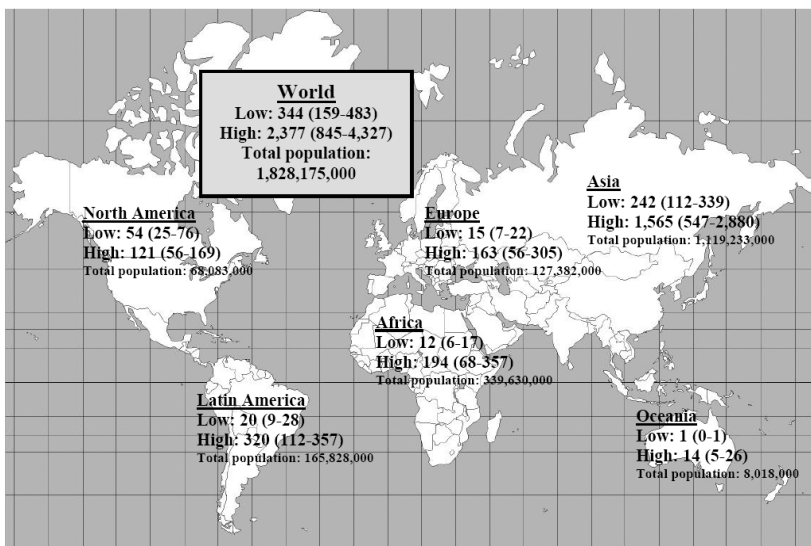 World
Low: 344 (159-483)
High: 2,377 (845-4,327)
Total population:
1,828,175,000
Asia
Low: 242 (112-339)
High: 1,565 (547-2,880)
Total population: 1,119,233,000
North America
Low: 54 (25-76)
High: 121 (56-169)
Total population: 68,083,000
Europe
Low: 15 (7-22)
High: 163 (56-305)
Total population: 127,382,000
Africa
Low: 12 (6-17)
High: 194 (68-357)
Total population: 339,630,000
Latin America
Low: 20 (9-28)
High: 320 (112-357)
Total population: 165,828,000
Oceania
Low: 1 (0-1)
High: 14 (5-26)
Total population: 8,018,000